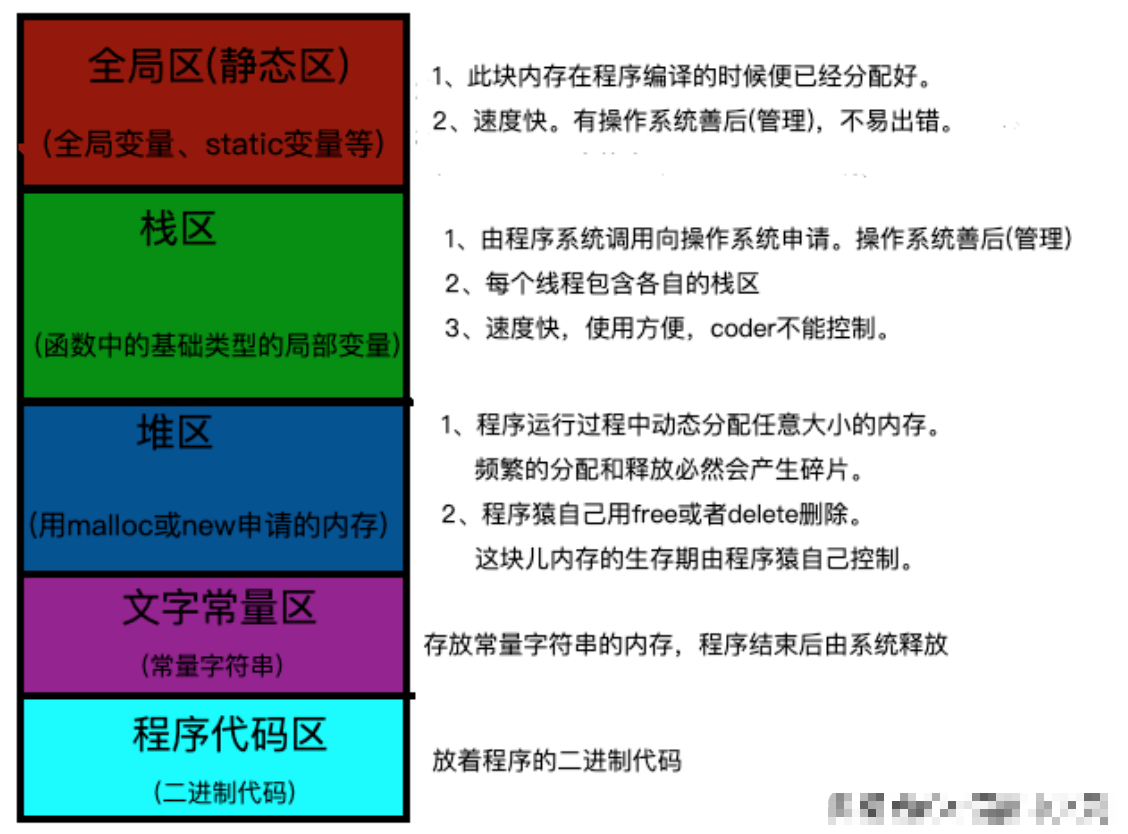 全局区(静态区)
(全局变量、static变量等)
1、此块内存在程序编译的时候便已经分配好。
2、速度快。有操作系统善后(管理)，不易出错。
栈区
(函数中的基础类型的局部变量)
1、由程序系统调用向操作系统申请。操作系统善后(管理)
2、每个线程包含各自的栈区
3、速度快，使用方便，coder不能控制。
堆区
(用malloc或new申请的内存)
1、程序运行过程中动态分配任意大小的内存。
频繁的分配和释放必然会产生碎片。
2、程序猿自己用free或者delete删除。
这块儿内存的生存期由程序猿自己控制。
文字常量区
(常量字符串)
存放常量字符串的内存，程序结束后由系统释放
程序代码区
(二进制代码)
放着程序的二进制代码